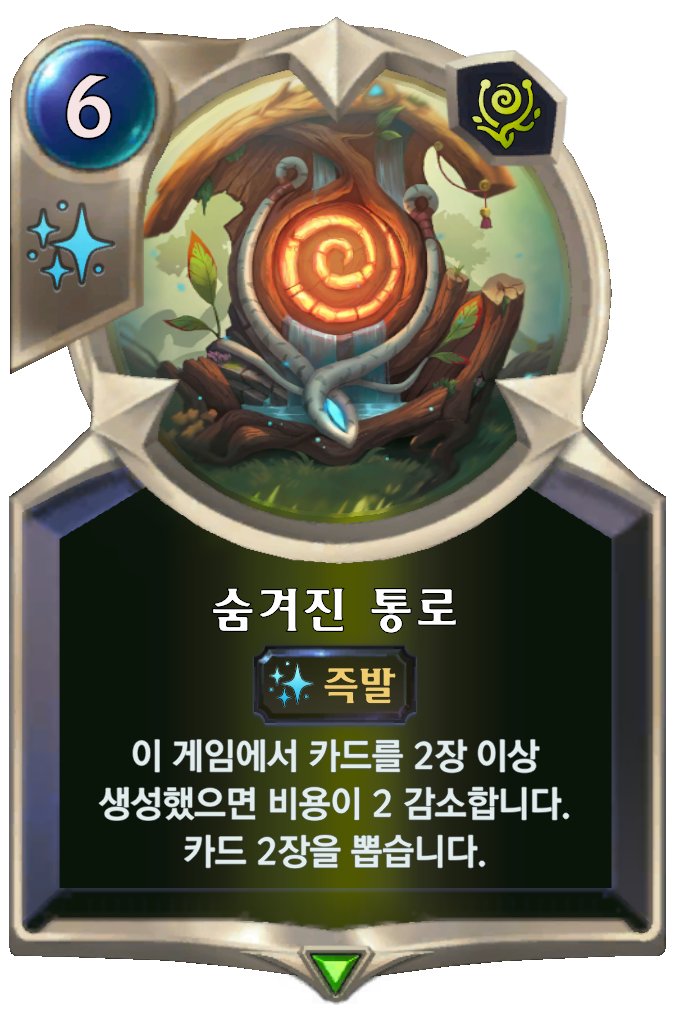 6
숨겨진 통로
즉발
이 게임에서 카드를 2장 이상
생성했으면 비용이 2 감소합니다.
카드 2장을 뽑습니다.